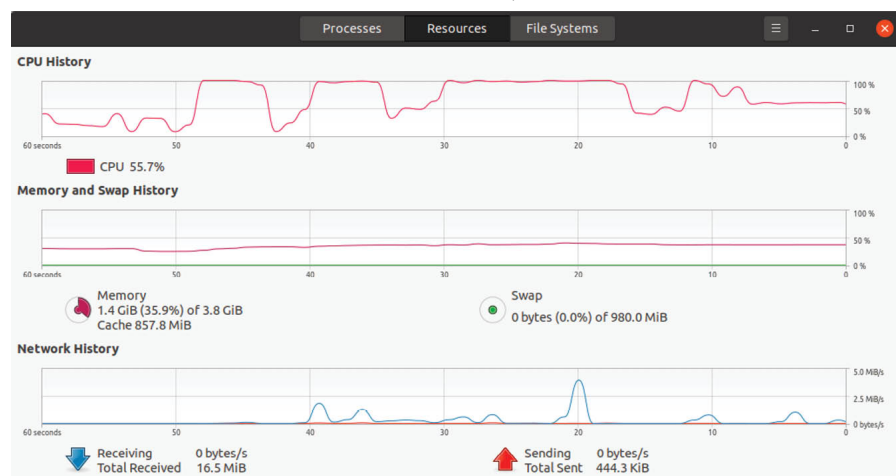 Processes Resources File Systems
CPU History
100 %
50 %
0 %
60 seconds 50 40 30 20 10 0
CPU 55.7%
Memory and Swap History
100 %
50 %
0 %
60 seconds 50 40 30 20 10 0
Memory
1.4 GiB (35.9%) of 3.8 GiB
Cache 857.8 MiB
Swap
0 bytes (0.0%) of 980.0 MiB
Network History
5.0 MB/s
2.5 MB/s
0 bytes/s
60 seconds 50 40 30 20 10 0
Receiving 0 bytes/s
Total Received 16.5 MiB
Sending 0 bytes/s
Total Sent 444.3 KiB